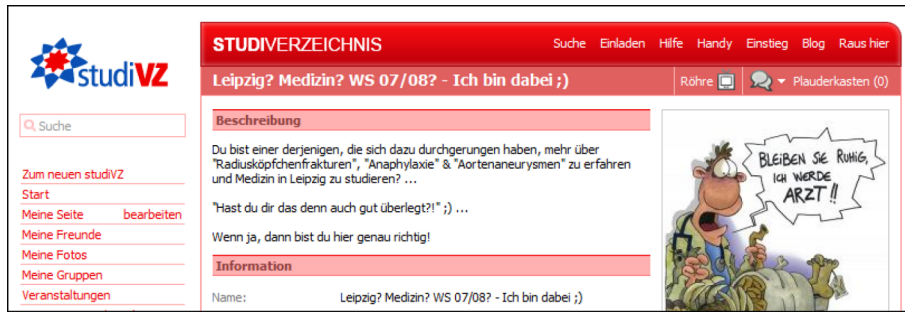 studiVZ
Suche
Zum neuen studiVZ
Start
Meine Seite bearbeiten
Meine Freunde
Meine Fotos
Meine Gruppen
Veranstaltungen
STUDIVERZEICHNIS Suche Einladen Hilfe Handy Einstieg Blog Raus hier
Leipzig? Medizin? WS 07/08? - Ich bin dabei ;) Röhre Plauderkasten (0)
Beschreibung
Du bist einer derjenigen, die sich dazu durchgerungen haben, mehr über
"Radiusköpfchenfrakturen", "Anaphylaxie" & "Aortenaneurysmen" zu erfahren
und Medizin in Leipzig zu studieren? ...
"Hast du dir das denn auch gut überlegt?!" ;) ...
Wenn ja, dann bist du hier genau richtig!
Information
Name: Leipzig? Medizin? WS 07/08? - Ich bin dabei ;)
BLEIBEN SIE RUHIG,
ICH WERDE
ARZT!!